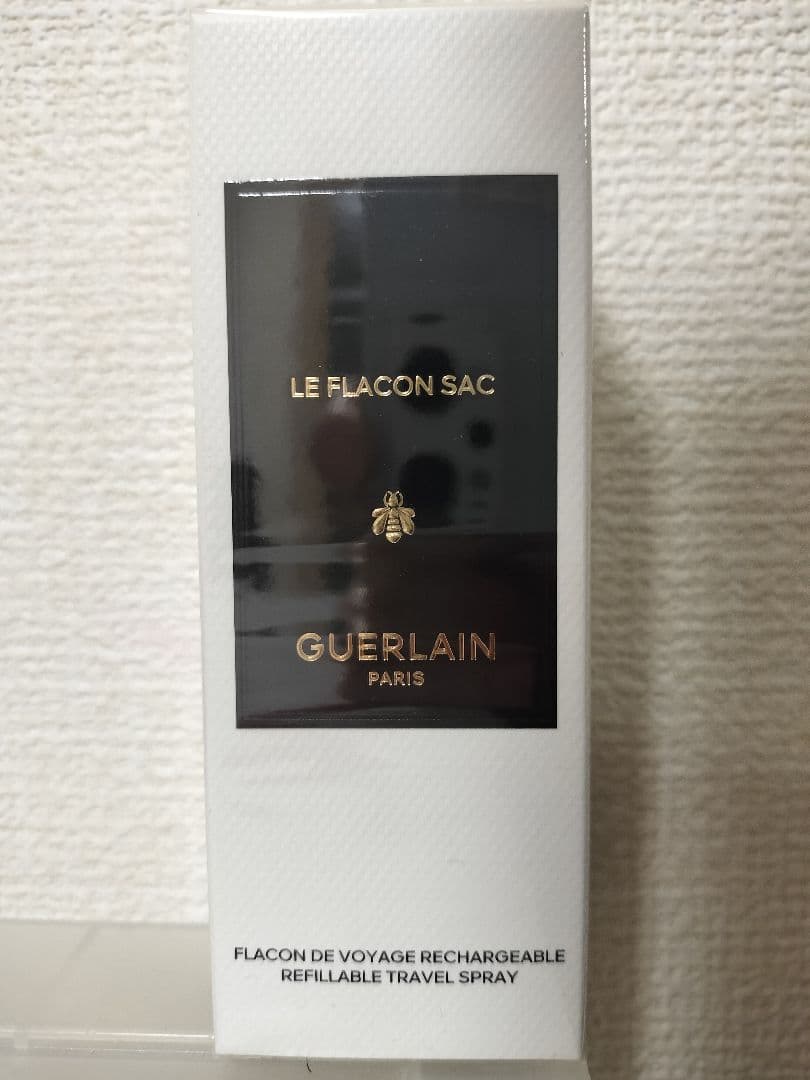 LE FLACON SAC
GUERLAIN
PARIS
FLACON DE VOYAGE RECHARGEABLE
REFILLABLE TRAVEL SPRAY